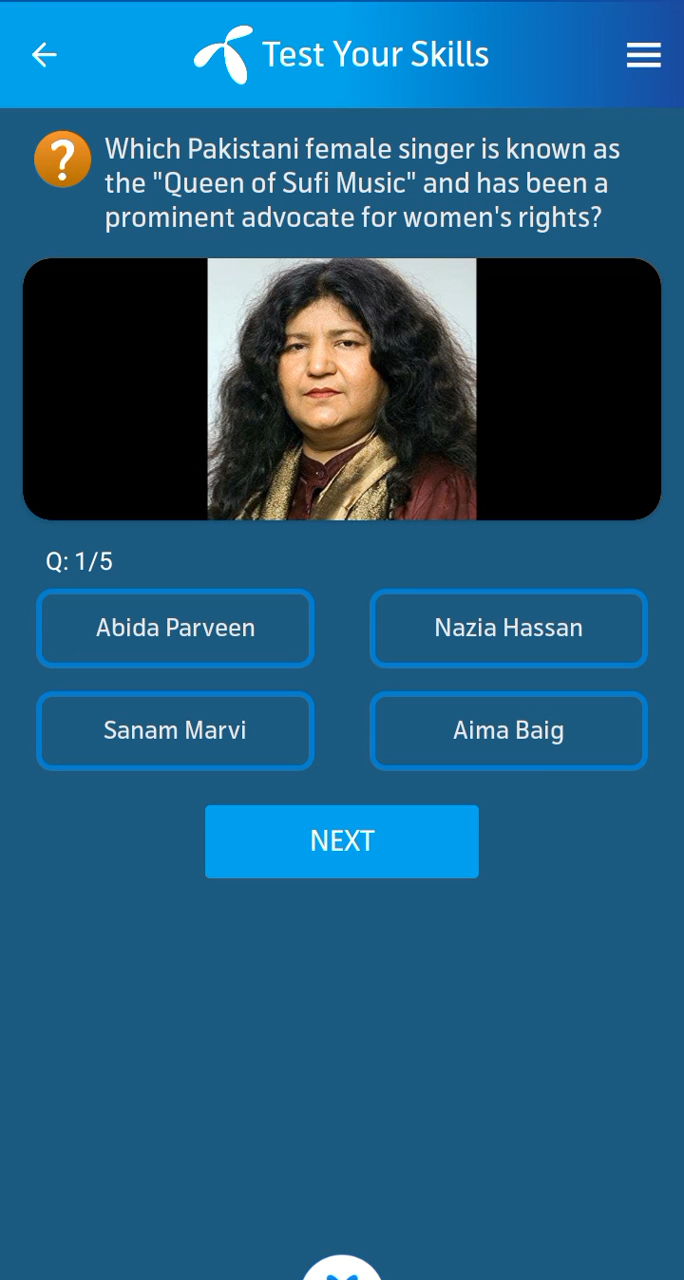 Test Your Skills
Which Pakistani female singer is known as
the "Queen of Sufi Music" and has been a
prominent advocate for women's rights?
Q: 1/5
Abida Parveen
Nazia Hassan
Sanam Marvi
Aima Baig
NEXT